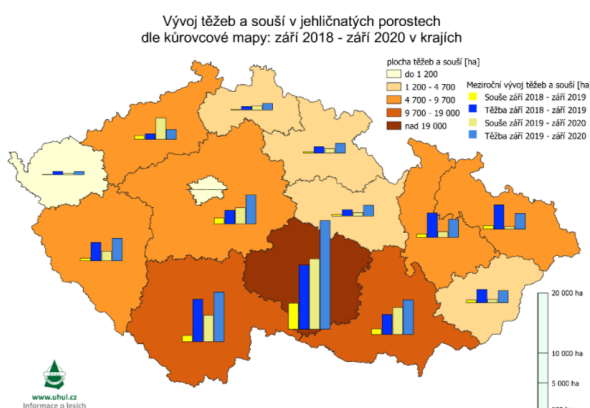 Vývoj těžeb a souší v jehličnatých porostech
dle kůrovcové mapy: září 2018 - září 2020 v krajích
plocha těžeb a souší [ha]
do 1 200
1 200 - 4 700
4 700 - 9 700
9 700 - 19 000
nad 19 000
Meziroční vývoj těžeb a souší [ha]
Souše září 2018 - září 2019
Těžba září 2018 - září 2019
Souše září 2019 - září 2020
Těžba září 2019 - září 2020
20 000 ha
10 000 ha
5 000 ha
www.uhul.cz
Informace o lesích